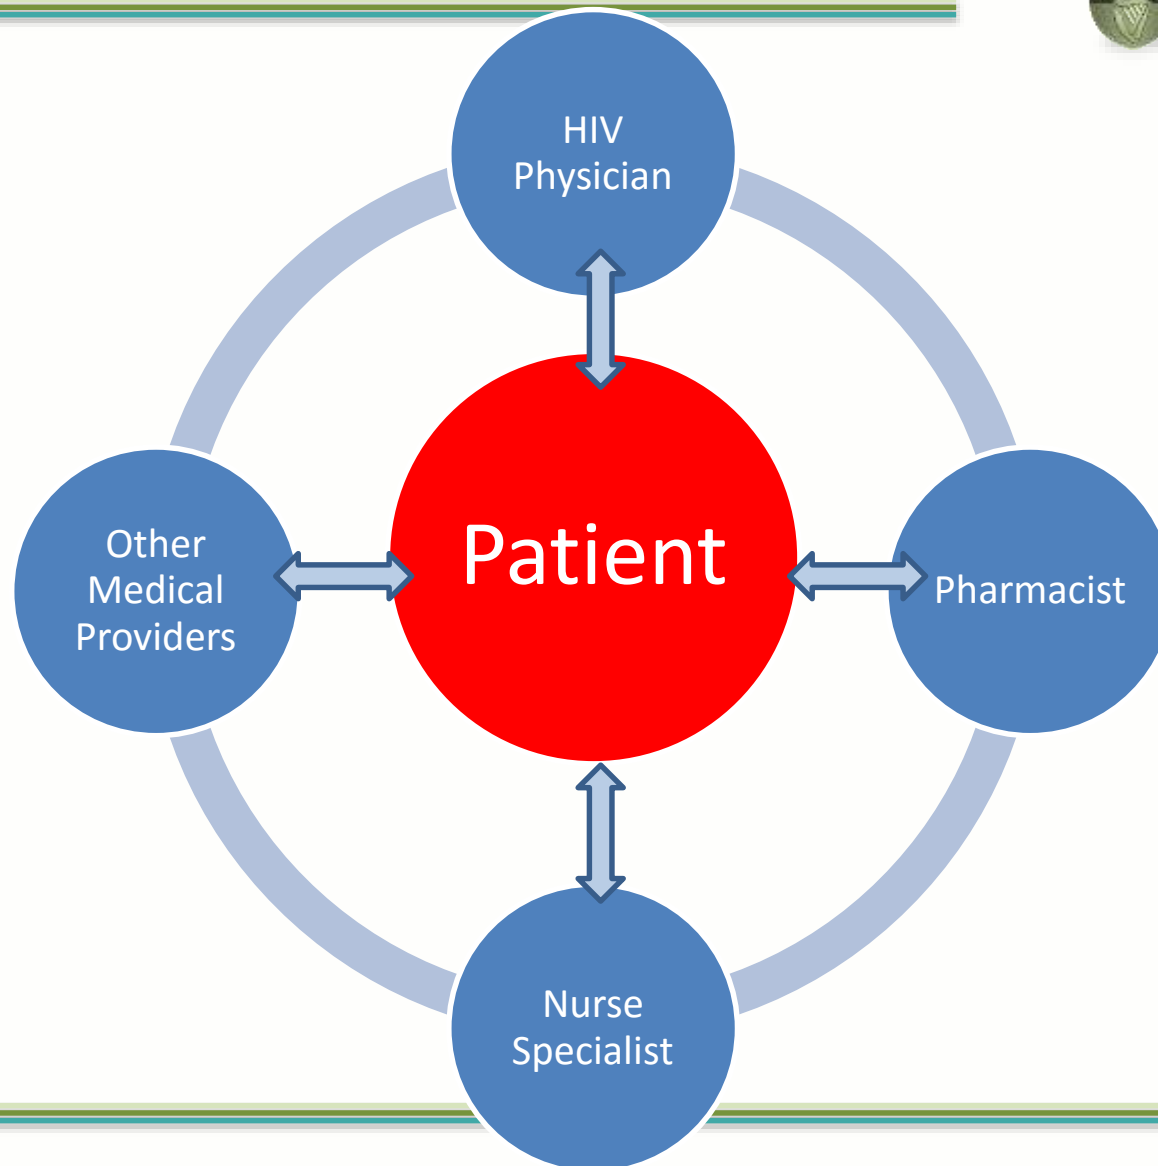 HIV
Physician
Other
Medical
Providers
Patient
Pharmacist
Nurse
Specialist